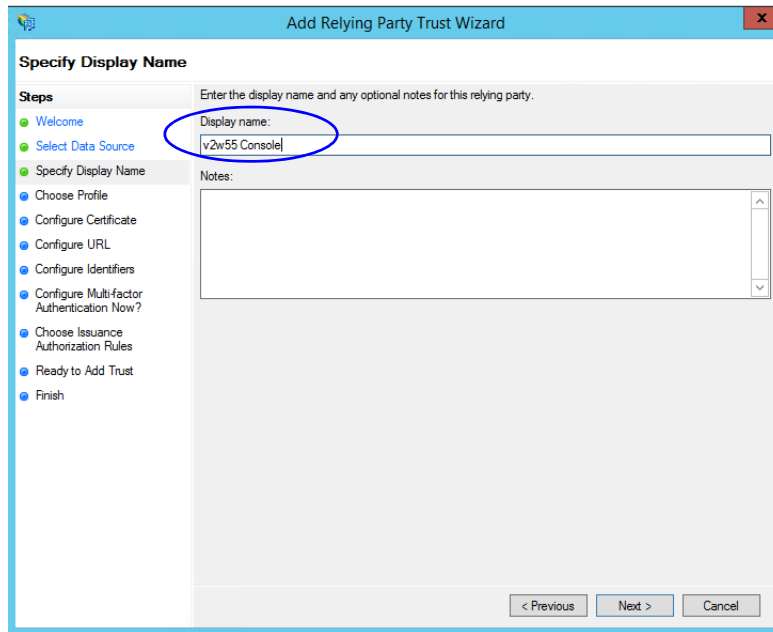 Add Relying Party Trust Wizard
x
Specify Display Name
Steps
Welcome
Select Data Source
Specify Display Name
Choose Profile
Configure Certificate
Configure URL
Configure Identifiers
Configure Multi-factor
Authentication Now?
Choose Issuance
Authorization Rules
Ready to Add Trust
Finish
Enter the display name and any optional notes for this relying party.
Display name:
v2w55 Console
Notes:
< Previous
Next >
Cancel